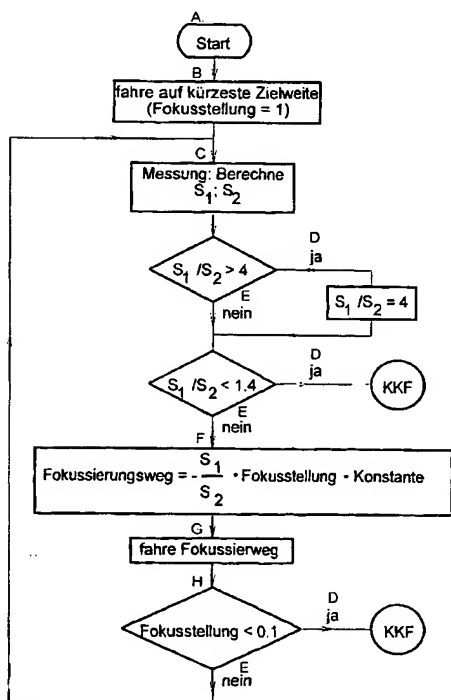 A.
Start
B
fahre auf kürzeste Zielweite
(Fokusstellung = 1)
C
Messung: Berechne
S1; S2
S1 /S2 > 4
D
ja
E
nein
S1 /S2 = 4
S1 /S2 < 1.4
D
ja
KKF
E
nein
F
Fokussierungsweg = - S1/S2 · Fokusstellung · Konstante
G
fahre Fokussierweg
H
Fokusstellung < 0.1
D
ja
KKF
E
nein